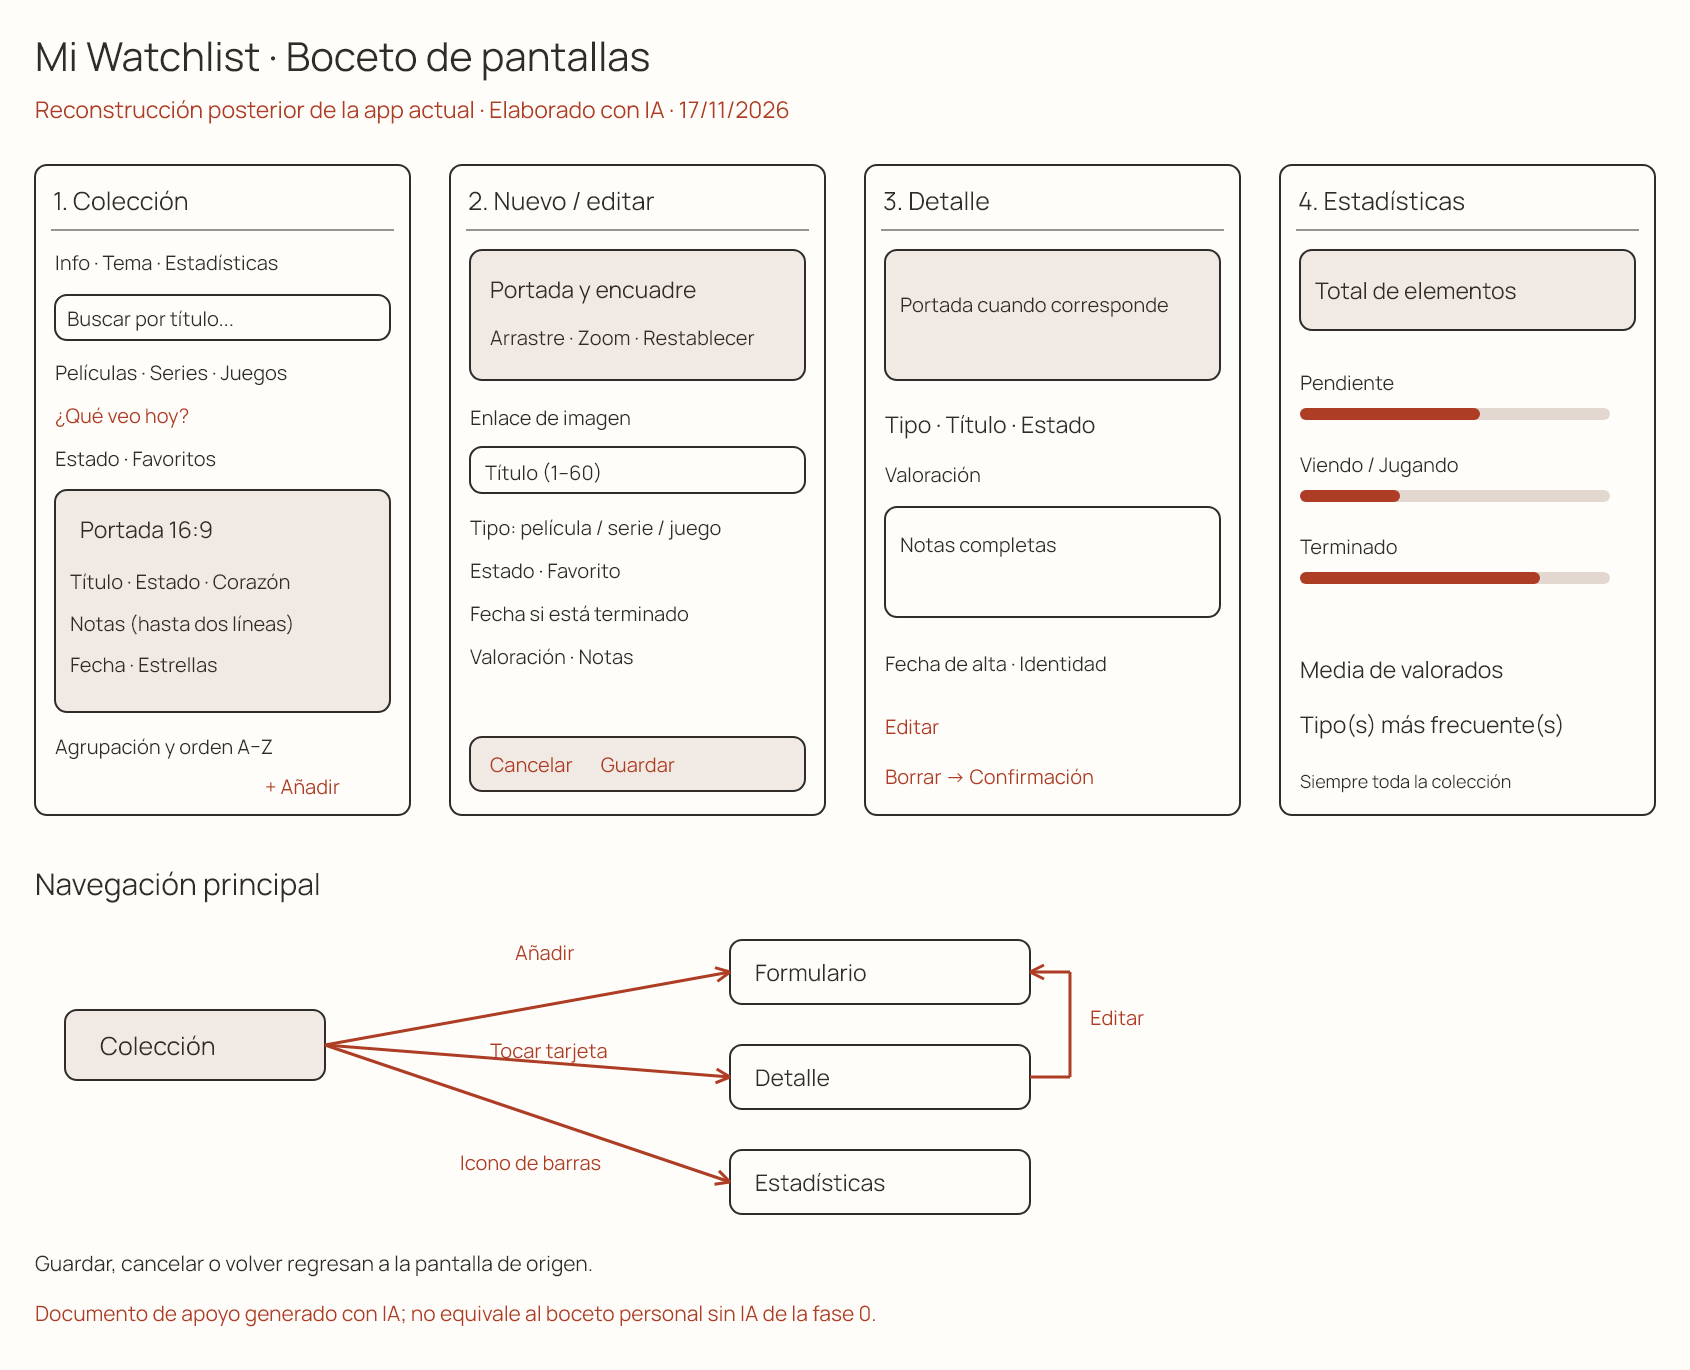 Mi Watchlist · Boceto de pantallas
Reconstrucción posterior de la app actual · Elaborado con IA · 17/11/2026
1. Colección
Info · Tema · Estadísticas
Buscar por título...
Películas · Series · Juegos
¿Qué veo hoy?
Estado · Favoritos
Portada 16:9
Título · Estado · Corazón
Notas (hasta dos líneas)
Fecha · Estrellas
Agrupación y orden A–Z
+ Añadir
2. Nuevo / editar
Portada y encuadre
Arrastre · Zoom · Restablecer
Enlace de imagen
Título (1–60)
Tipo: película / serie / juego
Estado · Favorito
Fecha si está terminado
Valoración · Notas
Cancelar Guardar
3. Detalle
Portada cuando corresponde
Tipo · Título · Estado
Valoración
Notas completas
Fecha de alta · Identidad
Editar
Borrar → Confirmación
4. Estadísticas
Total de elementos
Pendiente
Viendo / Jugando
Terminado
Media de valorados
Tipo(s) más frecuente(s)
Siempre toda la colección
Navegación principal
Colección
Añadir
Tocar tarjeta
Icono de barras
Formulario
Detalle
Estadísticas
Editar
Guardar, cancelar o volver regresan a la pantalla de origen.
Documento de apoyo generado con IA; no equivale al boceto personal sin IA de la fase 0.